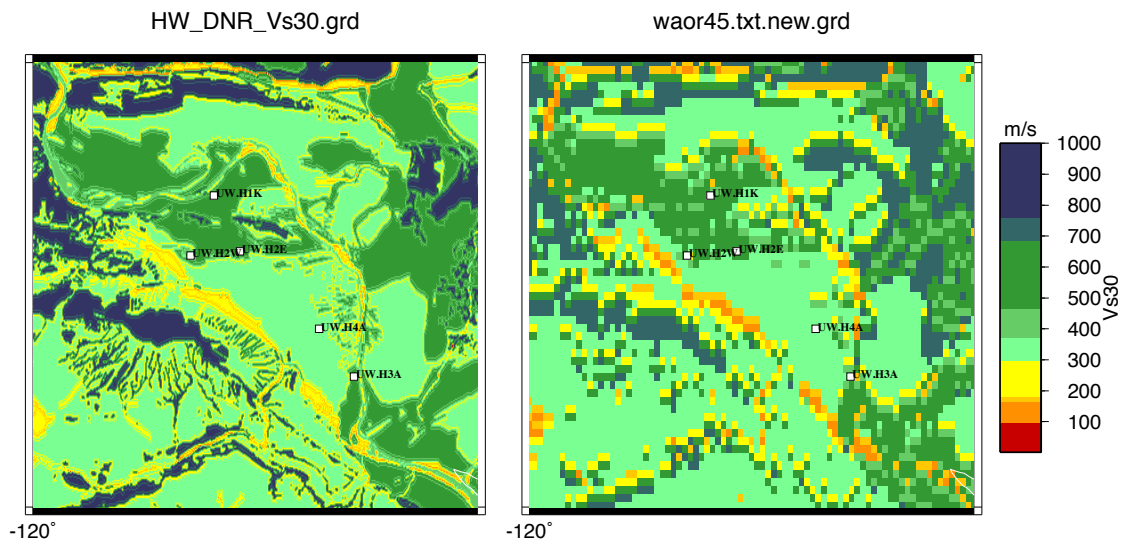 HW_DNR_Vs30.grd
waor45.txt.new.grd
UW.H1K
UW.H2W
UW.H2E
UW.H4A
UW.H3A
-120°
UW.H1K
UW.H2W
UW.H2E
UW.H4A
UW.H3A
-120°
m/s
1000
900
800
700
600
500
400
300
200
100
Vs30